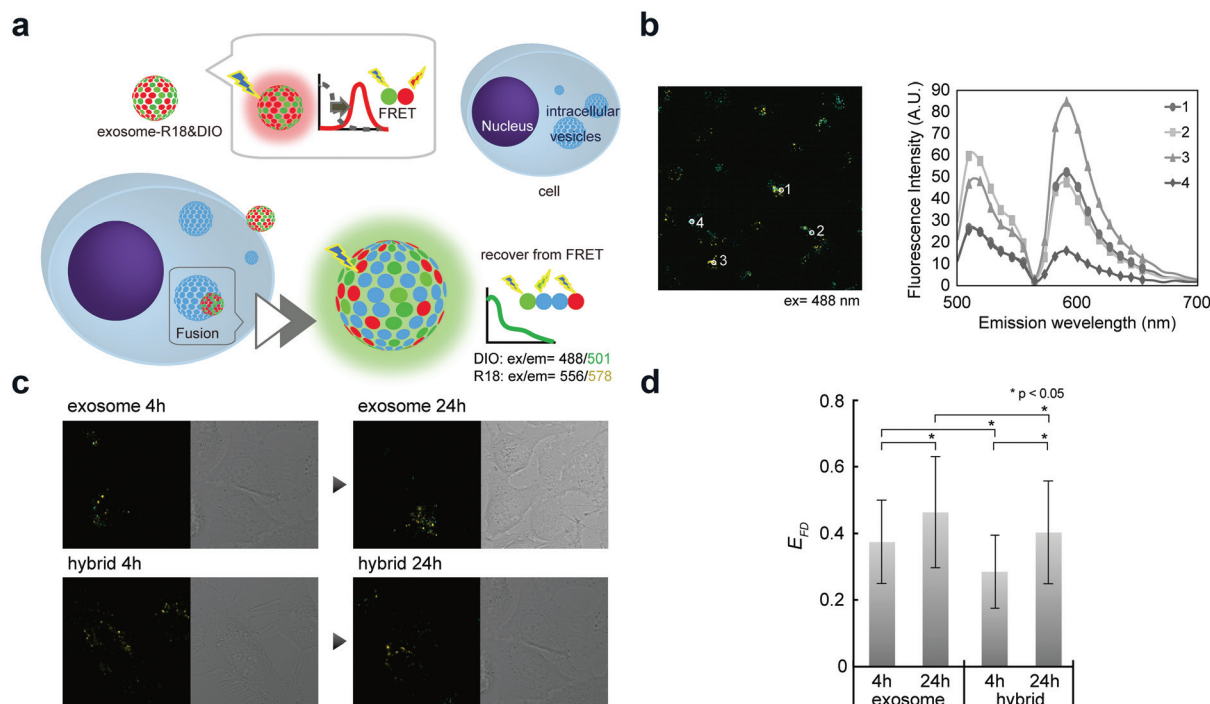 a
exosome-R18&DIO
FRET
Nucleus
intracellular
vesicles
cell
Fusion
recover from FRET
DIO: ex/em= 488/501
R18: ex/em= 556/578
b
1
2
3
4
ex= 488 nm
Fluorescence Intensity (A.U.)
90
80
70
60
50
40
30
20
10
0
500
600
700
Emission wevelength (nm)
1
2
3
4
c
exosome 4h
exosome 24h
hybrid 4h
hybrid 24h
d
* p < 0.05
E_FD
0.8
0.6
0.4
0.2
0
*
*
*
*
4h
24h
4h
24h
exosome
hybrid